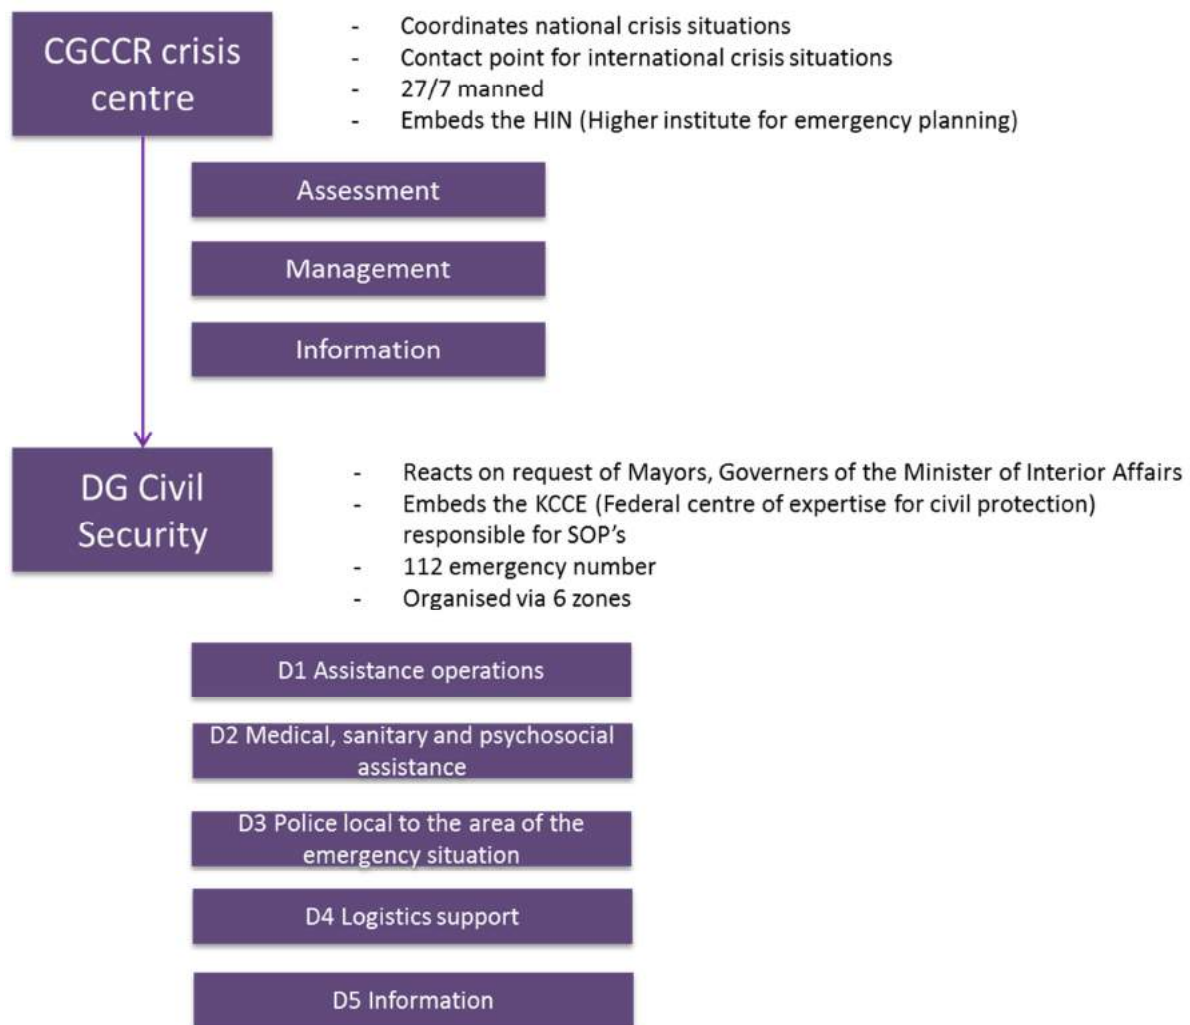 CGCCR crisis
centre
- Coordinates national crisis situations
- Contact point for international crisis situations
- 27/7 manned
- Embeds the HIN (Higher institute for emergency planning)
Assessment
Management
Information
DG Civil
Security
- Reacts on request of Mayors, Governers of the Minister of Interior Affairs
- Embeds the KCCE (Federal centre of expertise for civil protection)
responsible for SOP's
- 112 emergency number
- Organised via 6 zones
D1 Assistance operations
D2 Medical, sanitary and psychosocial
assistance
D3 Police local to the area of the
emergency situation
D4 Logistics support
D5 Information